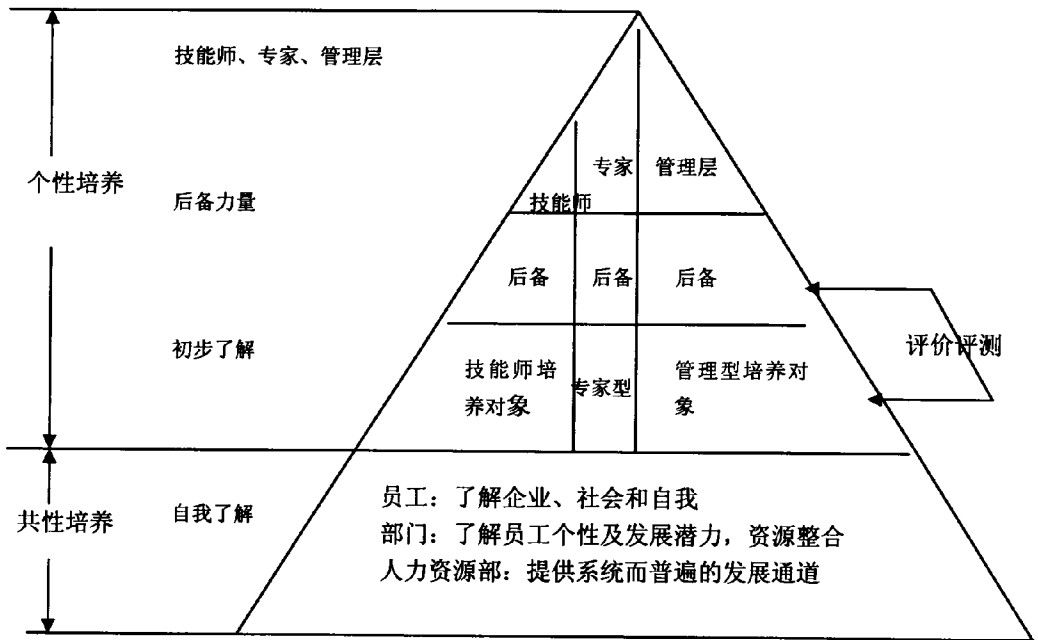 技能师、专家、管理层
专家 管理层
个性培养
后备力量
技能师
后备 后备 后备
初步了解
评价评测
技能师培
养对象
专家型
管理型培养对
象
共性培养
自我了解
员工：了解企业、社会和自我
部门：了解员工个性及发展潜力，资源整合
人力资源部：提供系统而普遍的发展通道